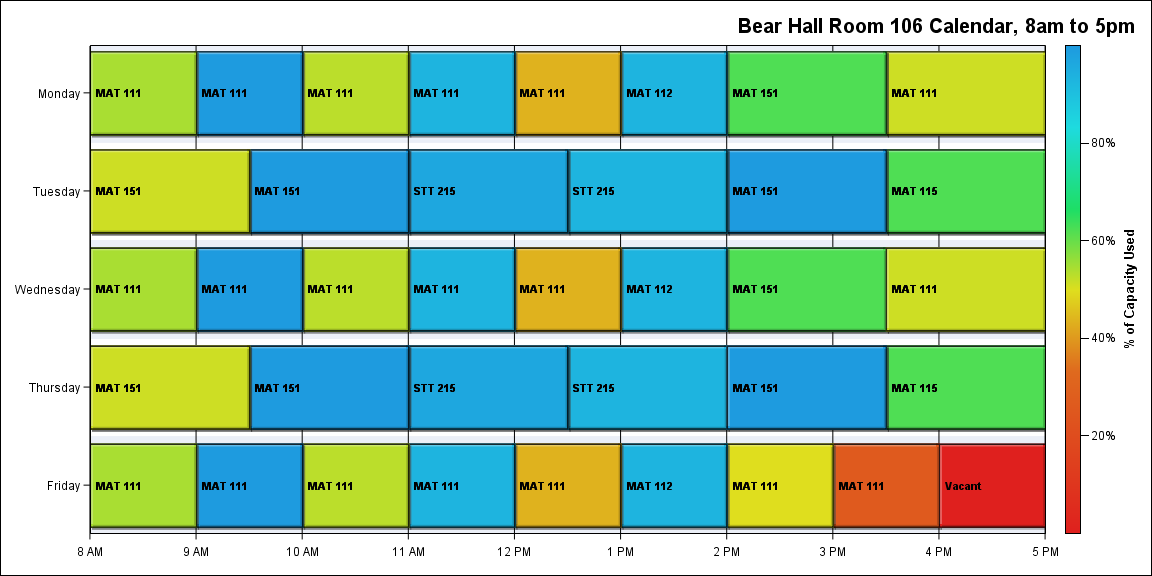 Bear Hall Room 106 Calendar, 8am to 5pm
Monday
MAT 111
MAT 111
MAT 111
MAT 111
MAT 111
MAT 112
MAT 151
MAT 111
Tuesday
MAT 151
MAT 151
STT 215
STT 215
MAT 151
MAT 115
Wednesday
MAT 111
MAT 111
MAT 111
MAT 111
MAT 111
MAT 112
MAT 151
MAT 111
Thursday
MAT 151
MAT 151
STT 215
STT 215
MAT 151
MAT 115
Friday
MAT 111
MAT 111
MAT 111
MAT 111
MAT 111
MAT 112
MAT 111
MAT 111
Vacant
8 AM
9 AM
10 AM
11 AM
12 PM
1 PM
2 PM
3 PM
4 PM
5 PM
80%
60%
40%
20%
% of Capacity Used